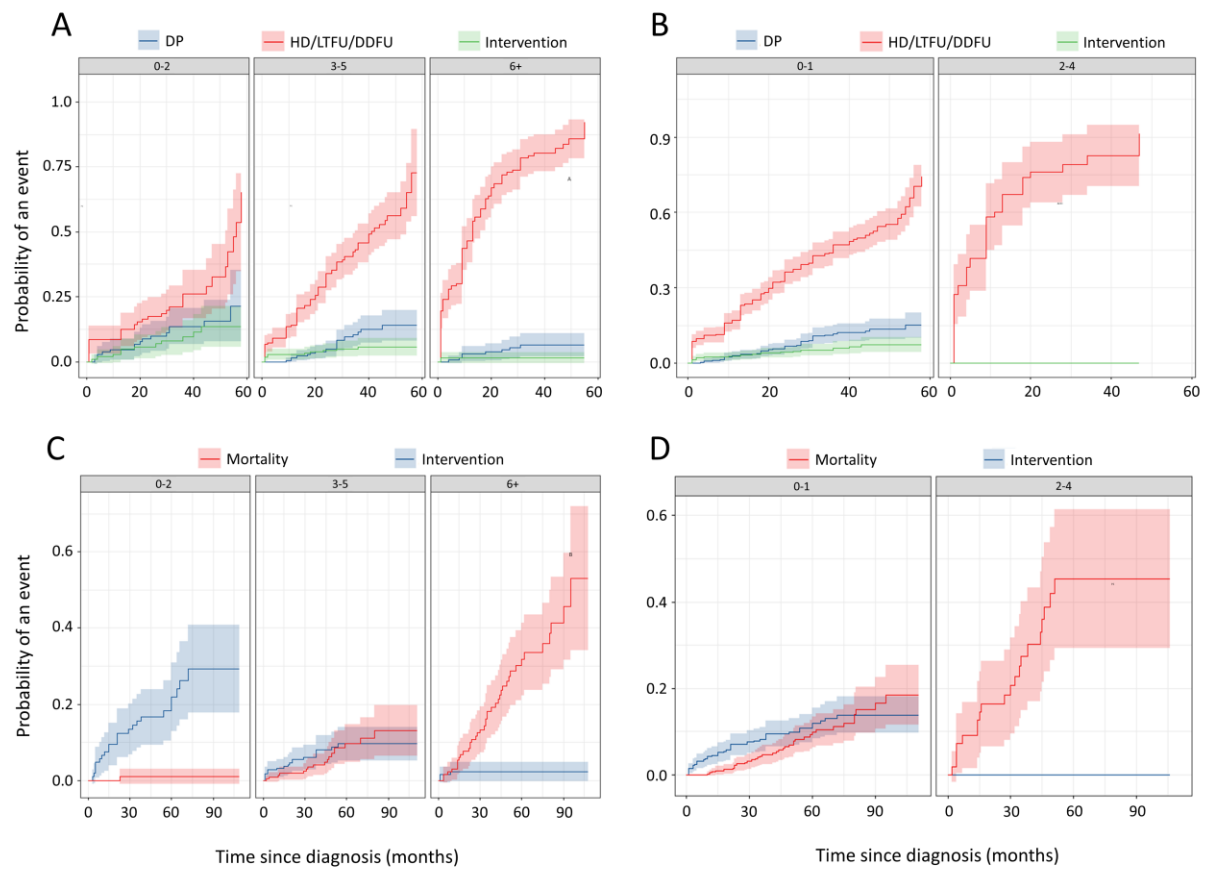 A
DP HD/LTFU/DDFU Intervention
0-2 3-5 6+
Probability of an event
1.0
0.75
0.5
0.25
0.0
0 20 40 60 0 20 40 60 0 20 40 60
B
DP HD/LTFU/DDFU Intervention
0-1 2-4
0.9
0.6
0.3
0.0
0 20 40 60 0 20 40 60
C
Mortality Intervention
0-2 3-5 6+
Probability of an event
0.6
0.4
0.2
0.0
0 30 60 90 0 30 60 90 0 30 60 90
Time since diagnosis (months)
D
Mortality Intervention
0-1 2-4
0.6
0.4
0.2
0.0
0 30 60 90 0 30 60 90
Time since diagnosis (months)